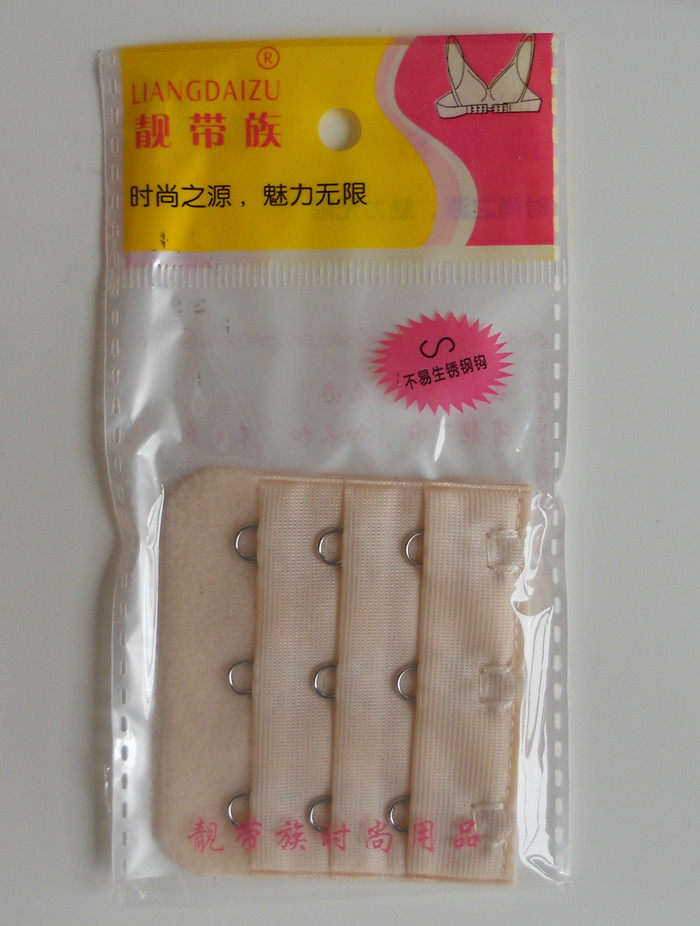 ®
LIANGDAIZU
靓带族
时尚之源，魅力无限
不易生锈钢钩
靓带族时尚用品